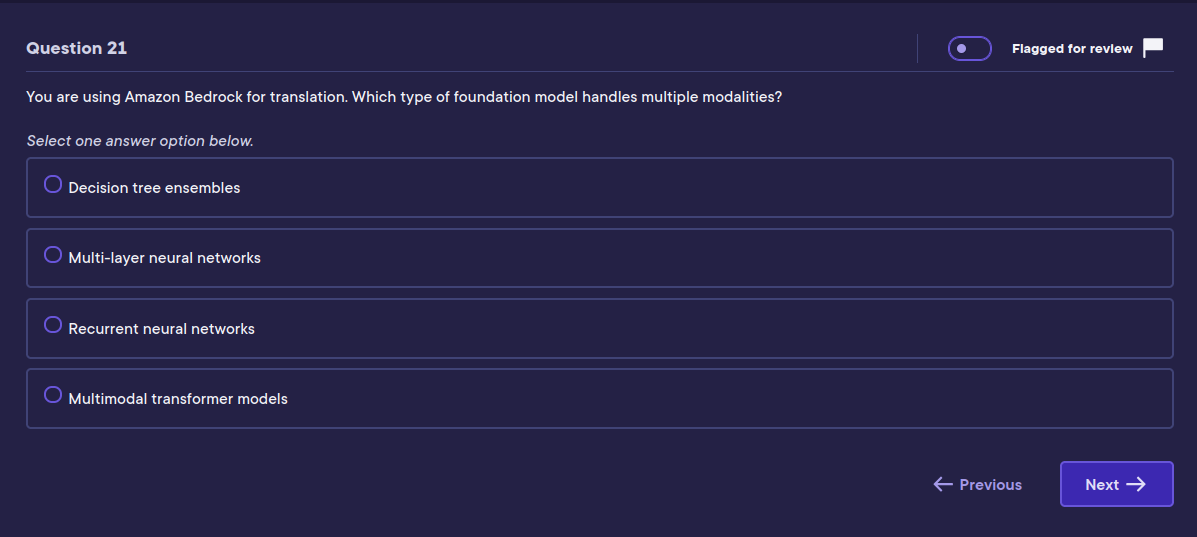 Question 21
Flagged for review
You are using Amazon Bedrock for translation. Which type of foundation model handles multiple modalities?
Select one answer option below.
Decision tree ensembles
Multi-layer neural networks
Recurrent neural networks
Multimodal transformer models
← Previous
Next →